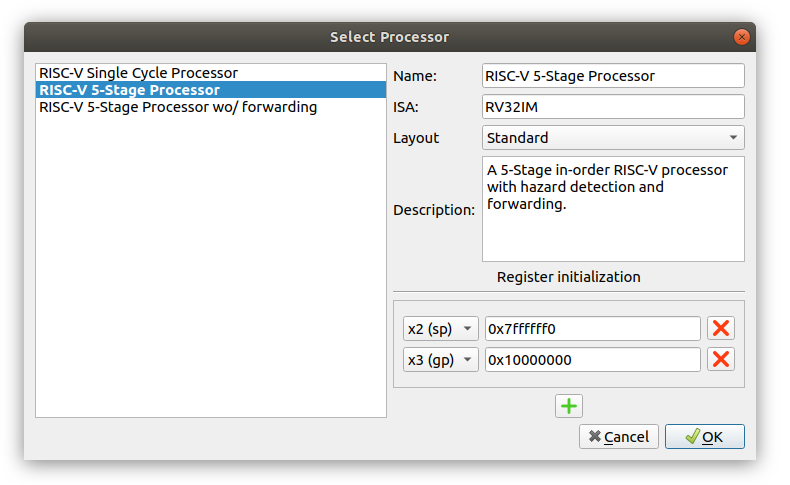 Select Processor
RISC-V Single Cycle Processor
RISC-V 5-Stage Processor
RISC-V 5-Stage Processor wo/ forwarding
Name: RISC-V 5-Stage Processor
ISA: RV32IM
Layout Standard
Description: A 5-Stage in-order RISC-V processor
with hazard detection and
forwarding.
Register initialization
x2 (sp) 0x7ffffff0
x3 (gp) 0x10000000
Cancel OK